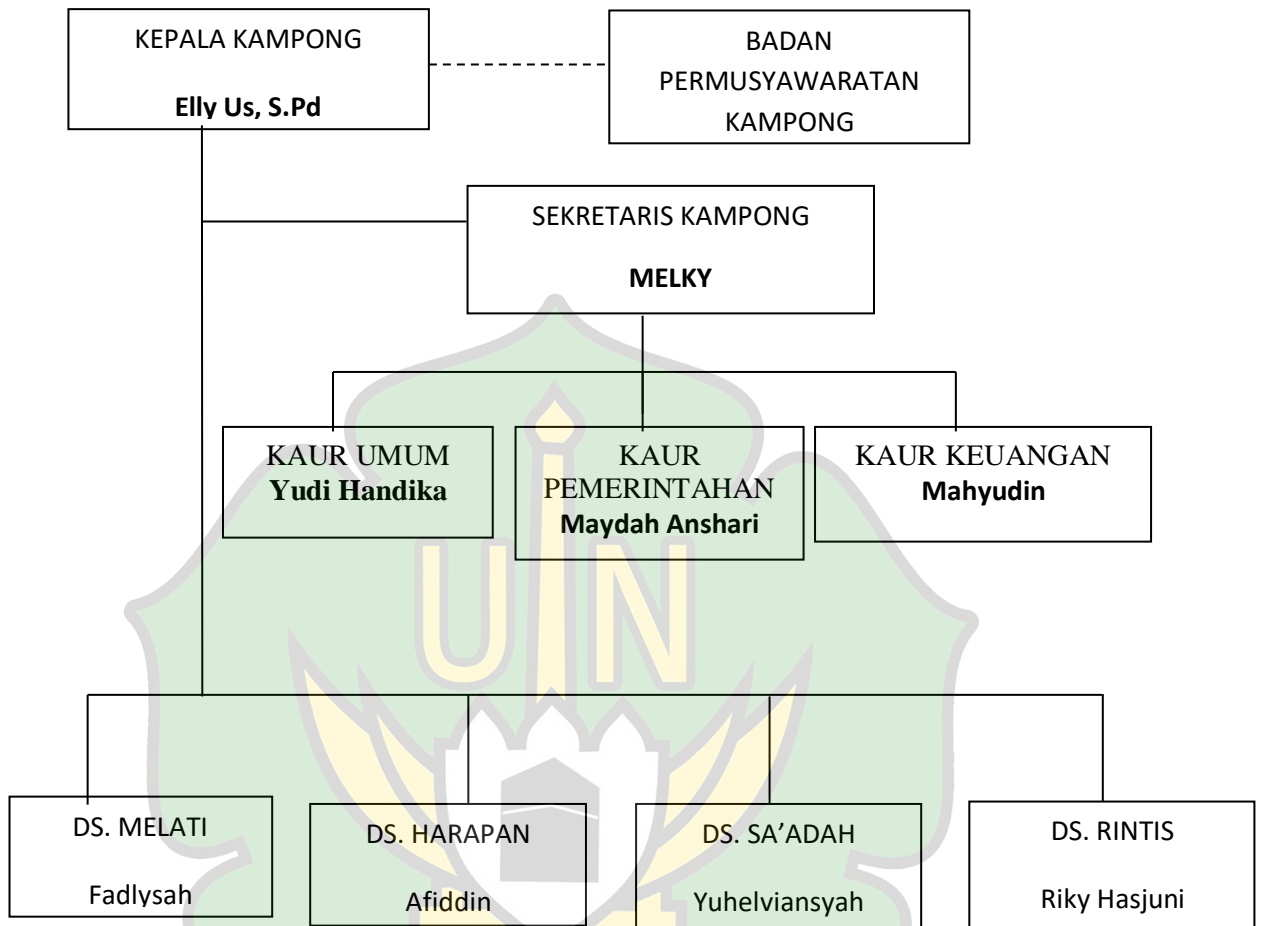 KEPALA KAMPONG
Elly Us, S.Pd
BADAN
PERMUSYAWARATAN
KAMPONG
SEKRETARIS KAMPONG
MELKY
KAUR UMUM
Yudi Handika
KAUR
PEMERINTAHAN
Maydah Anshari
KAUR KEUANGAN
Mahyudin
UIN
DS. MELATI
Fadlysah
DS. HARAPAN
Afiddin
DS. SA’ADAH
Yuhelviansyah
DS. RINTIS
Riky Hasjuni